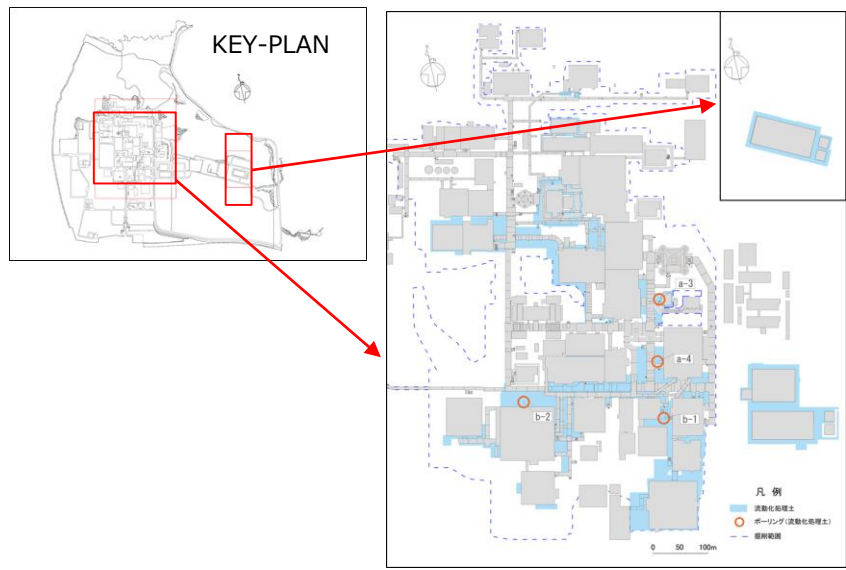 KEY-PLAN
a-3
a-4
b-2
b-1
凡 例
流動化処理土
ボーリング(流動化処理土)
掘削範囲
0 50 100m